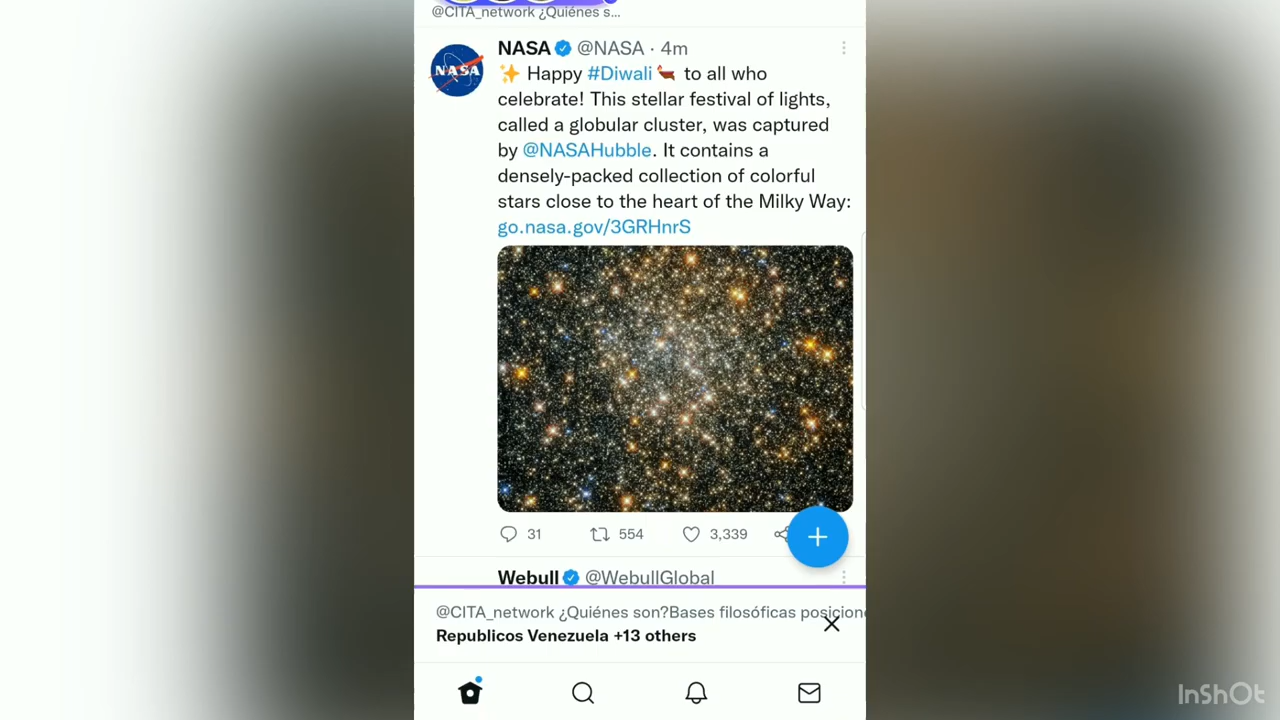 @CITA_network ¿Quiénes s...
NASA @NASA · 4m
NASA
✨ Happy #Diwali to all who
celebrate! This stellar festival of lights,
called a globular cluster, was captured
by @NASAHubble. It contains a
densely-packed collection of colorful
stars close to the heart of the Milky Way:
go.nasa.gov/3GRHnrS
31 554 3,339
Webull @WebullGlobal
@CITA_network ¿Quiénes son?Bases filosóficas posicion
Republicos Venezuela +13 others
InShOt